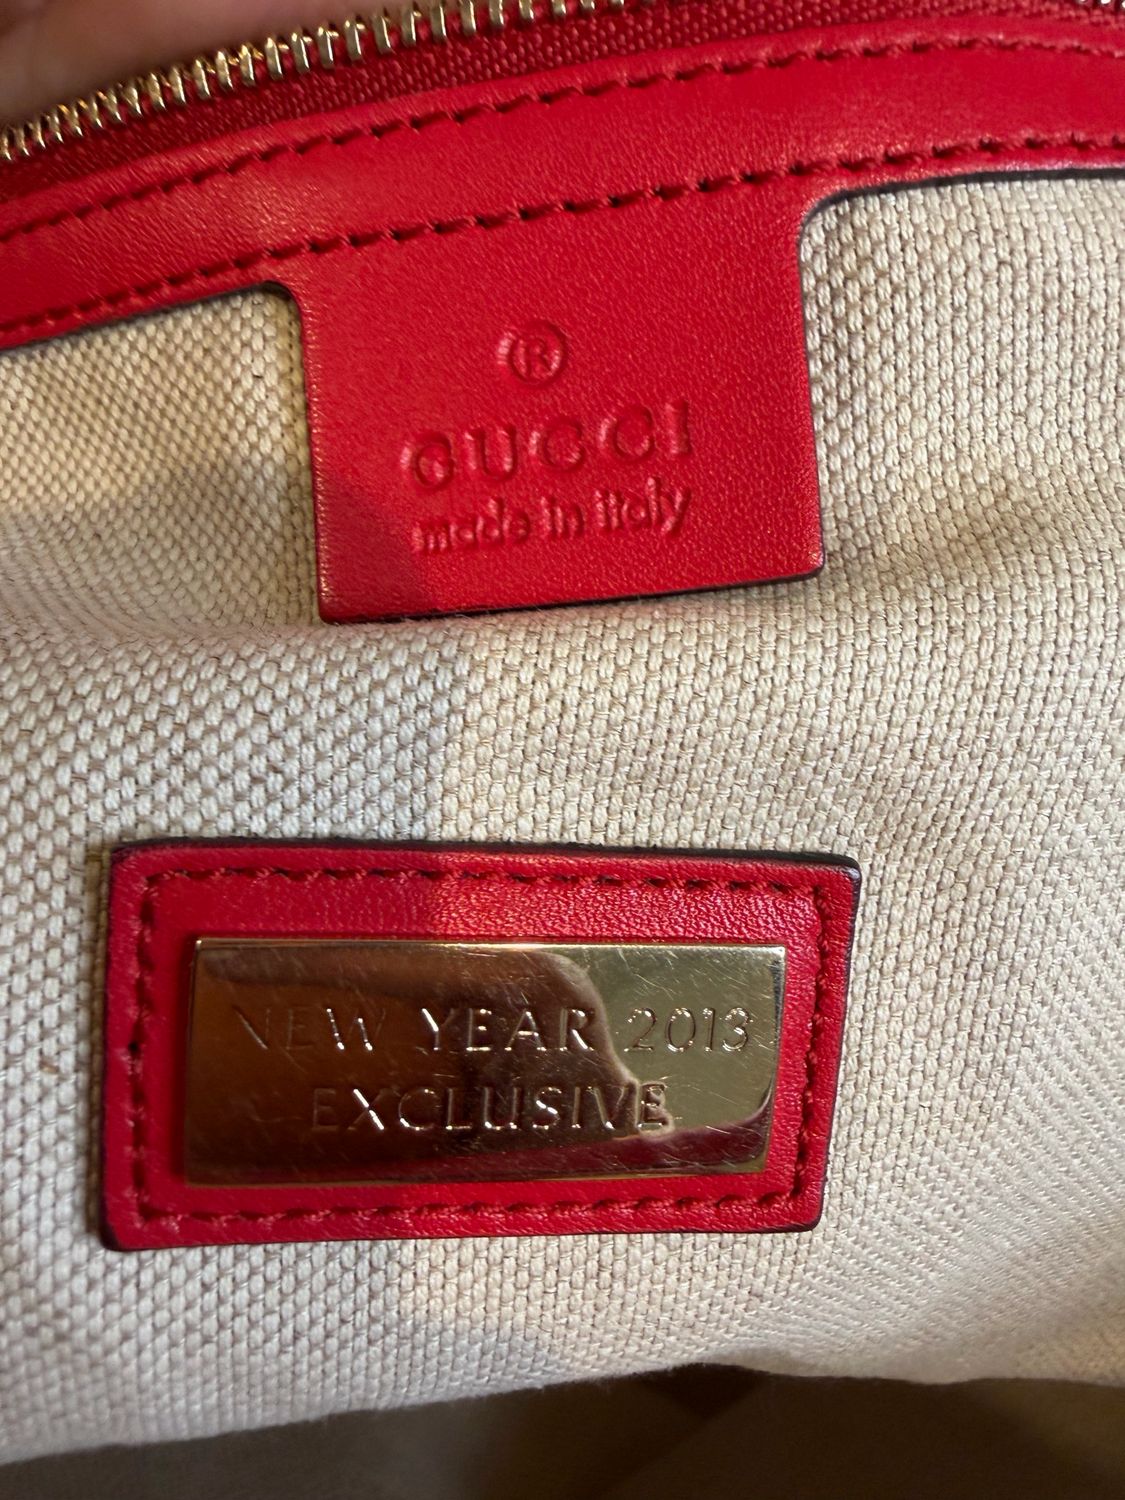 ®
GUCCI
made in italy
NEW YEAR 2013
EXCLUSIVE